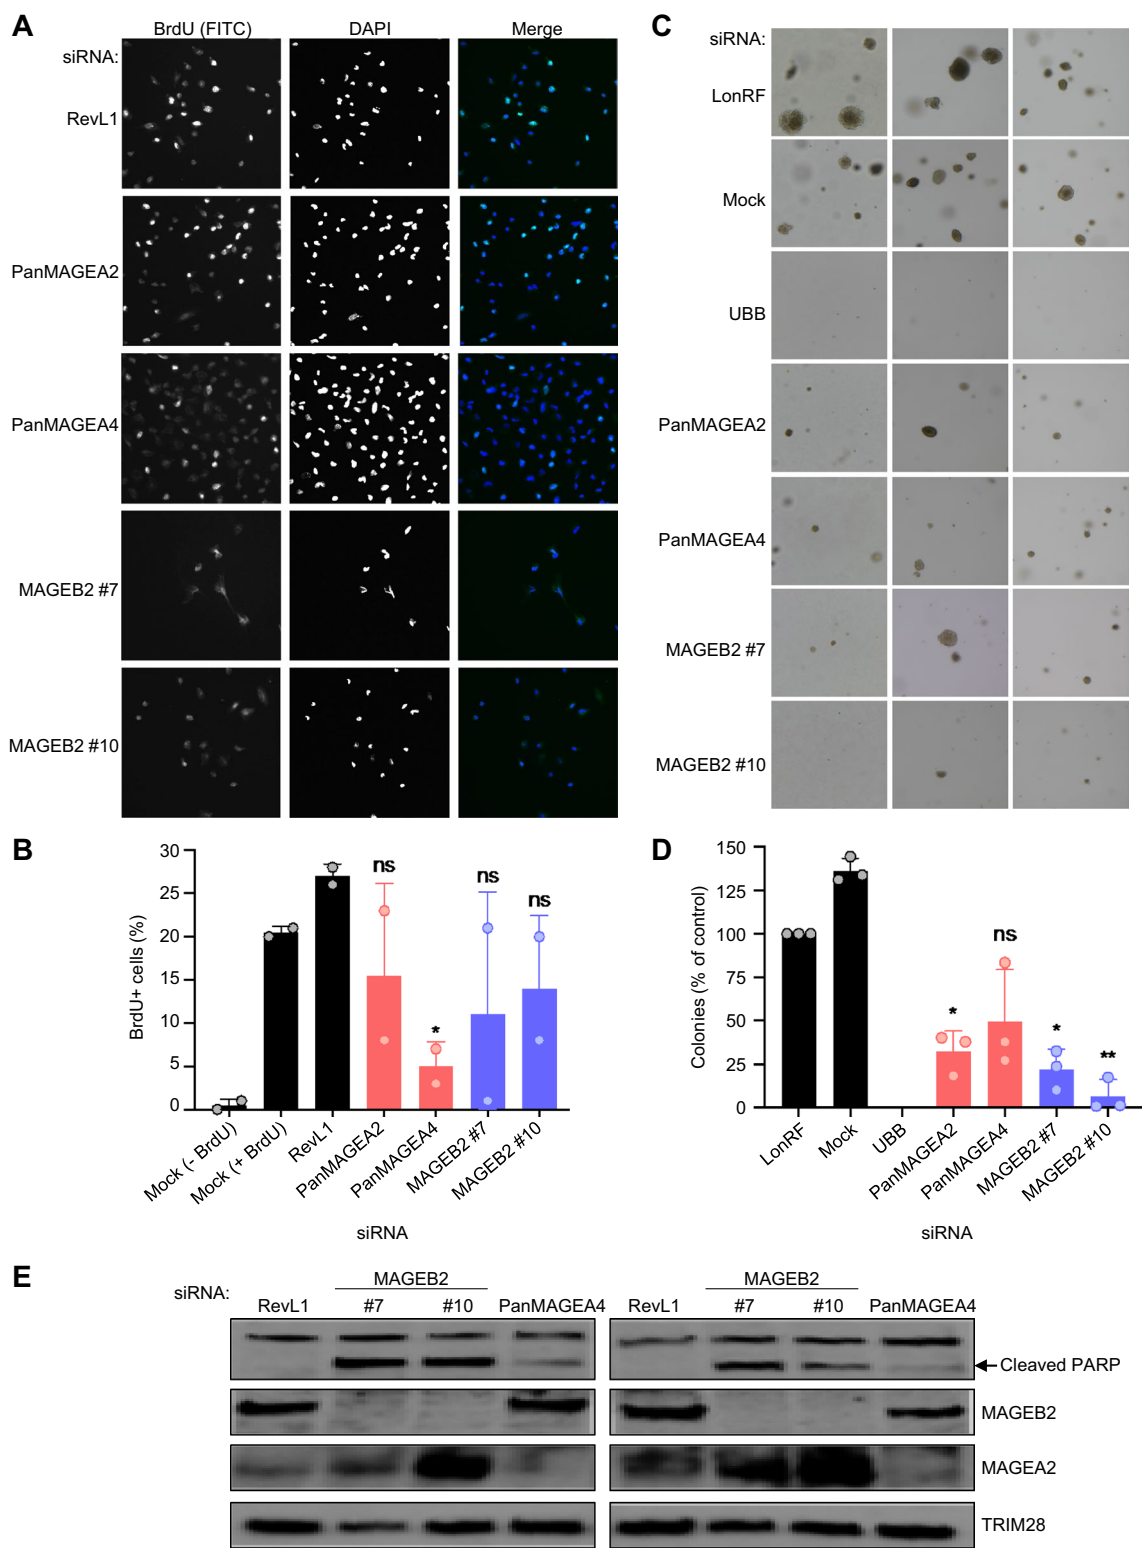 A
BrdU (FITC) DAPI Merge
siRNA:
RevL1
PanMAGEA2
PanMAGEA4
MAGEB2 #7
MAGEB2 #10
C
siRNA:
LonRF
Mock
UBB
PanMAGEA2
PanMAGEA4
MAGEB2 #7
MAGEB2 #10
B
BrdU+ cells (%)
30
25
20
15
10
5
0
ns
*
ns
ns
Mock (- BrdU)
Mock (+ BrdU)
RevL1
PanMAGEA2
PanMAGEA4
MAGEB2 #7
MAGEB2 #10
siRNA
D
Colonies (% of control)
150
125
100
75
50
25
0
*
ns
*
**
LonRF
Mock
UBB
PanMAGEA2
PanMAGEA4
MAGEB2 #7
MAGEB2 #10
siRNA
E
MAGEB2 MAGEB2
siRNA: RevL1 #7 #10 PanMAGEA4 RevL1 #7 #10 PanMAGEA4
Cleaved PARP
MAGEB2
MAGEA2
TRIM28